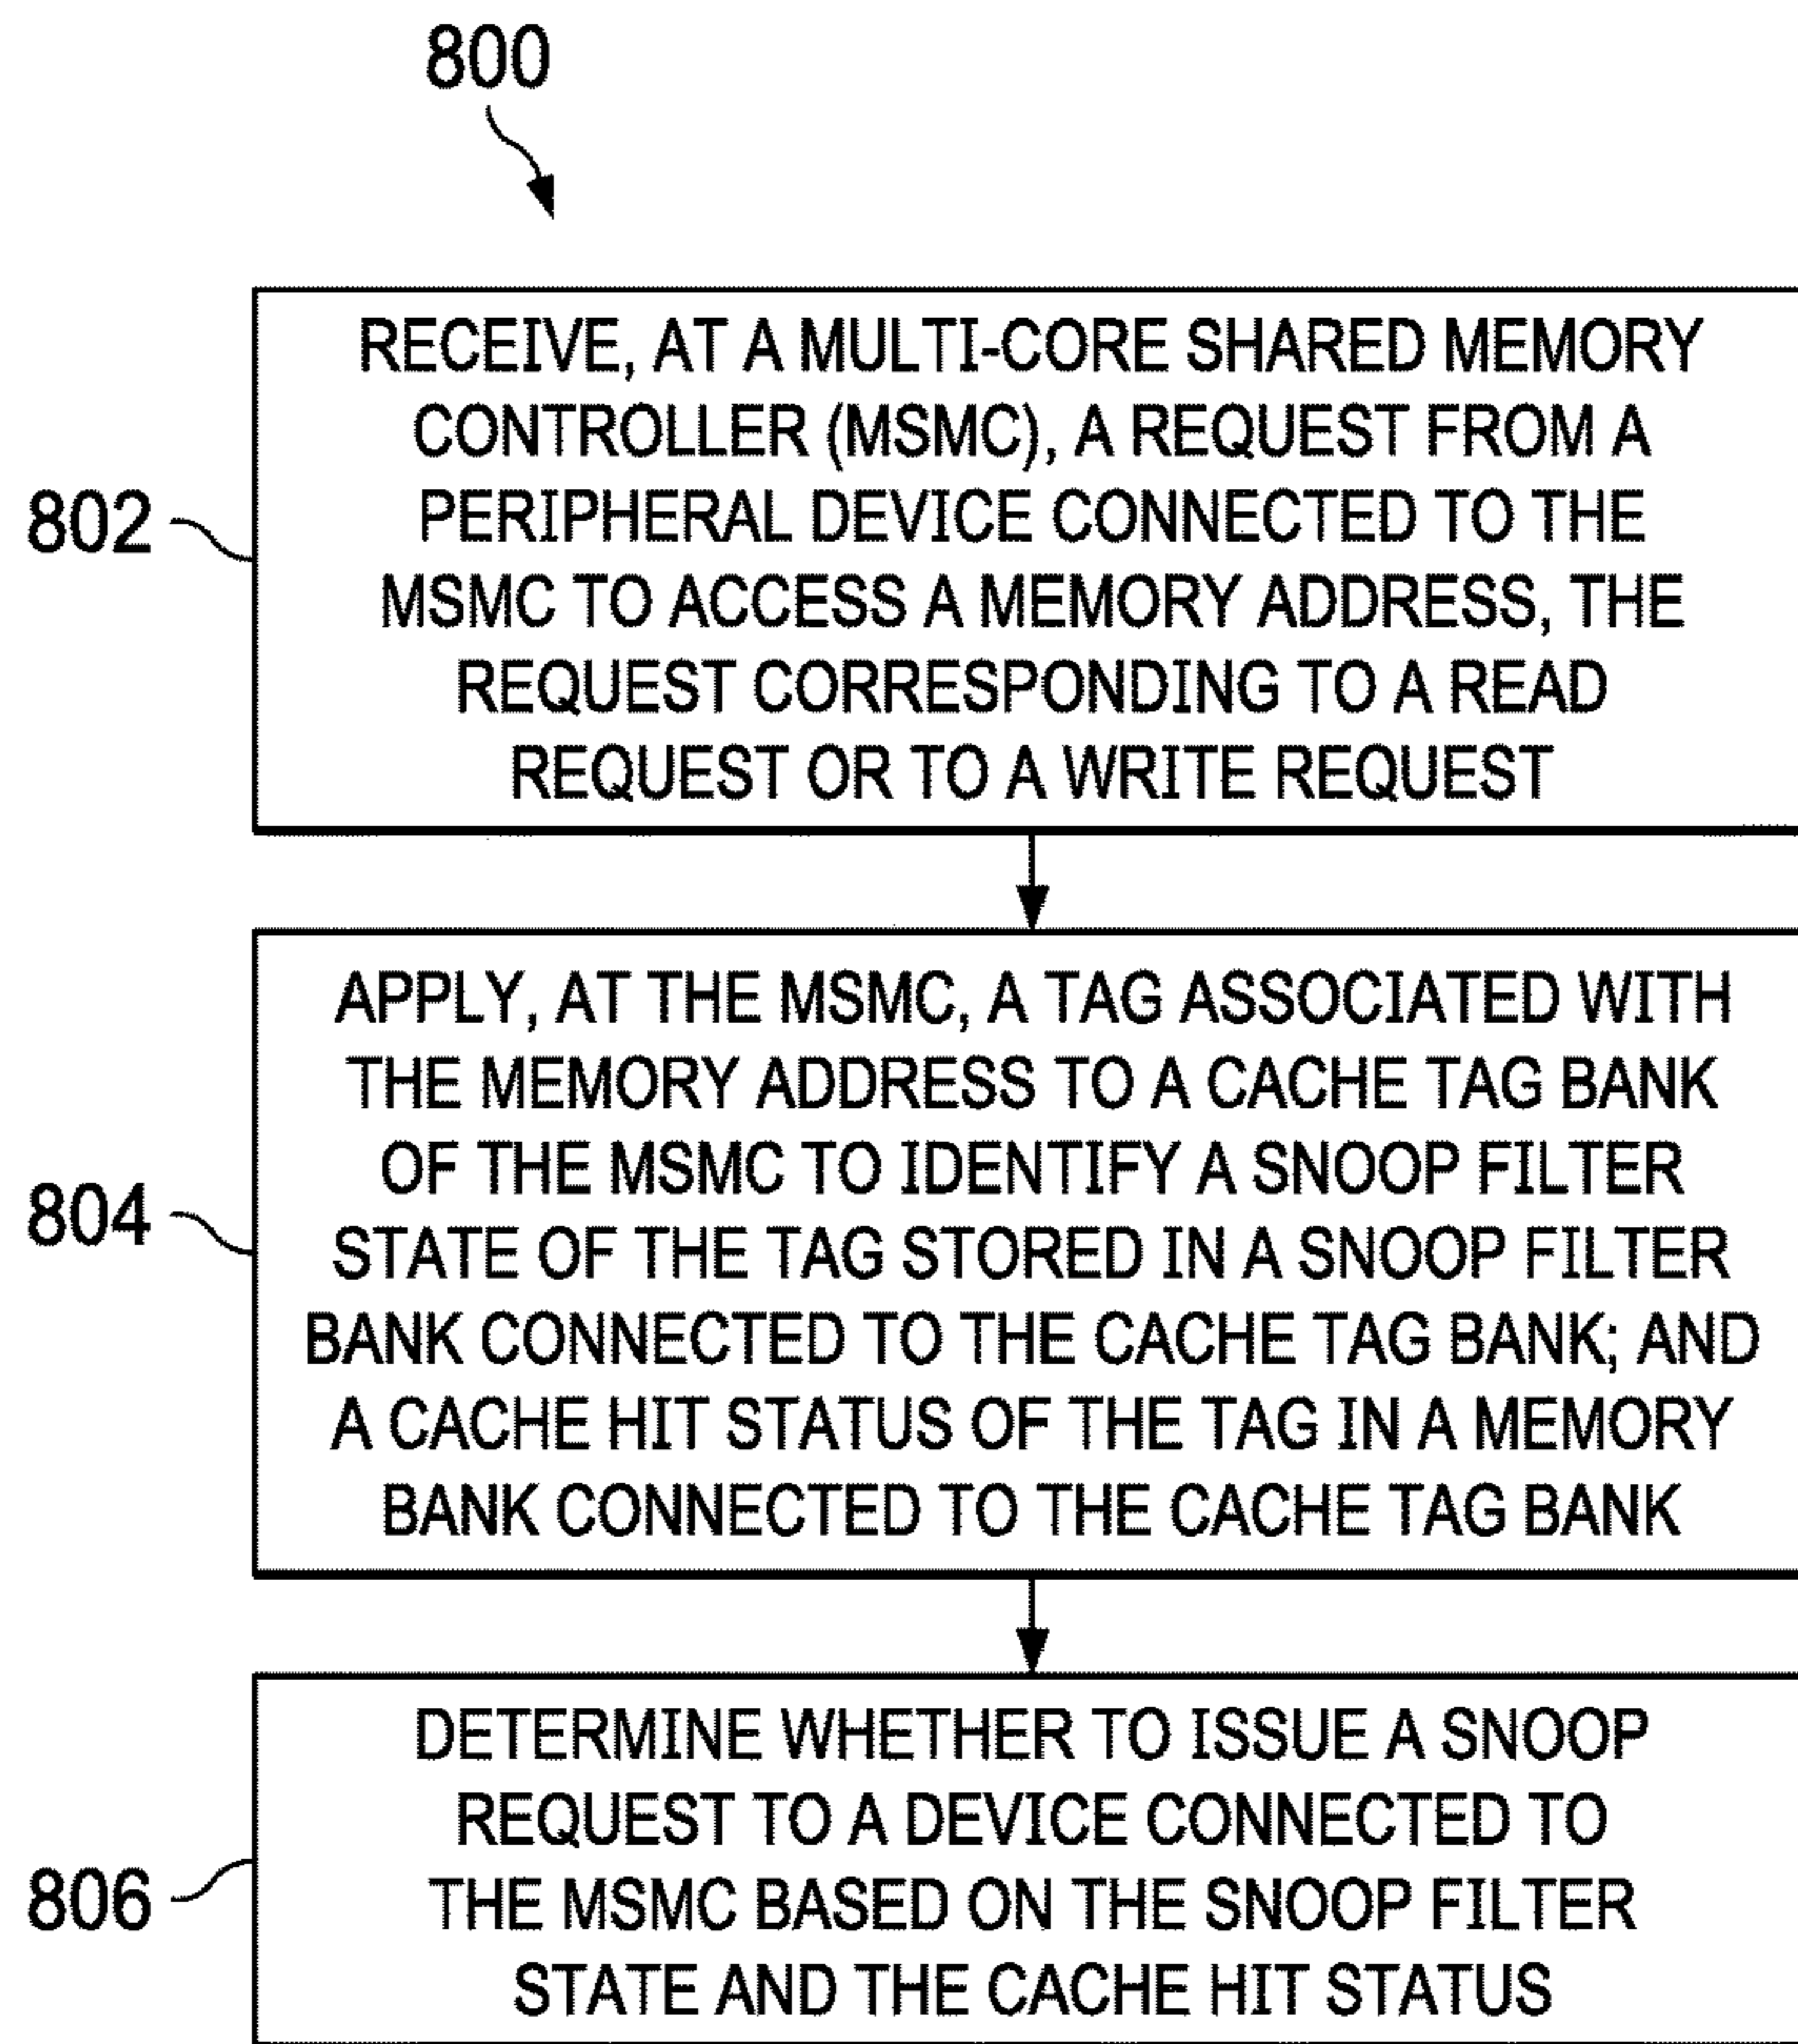 800
802
RECEIVE, AT A MULTI-CORE SHARED MEMORY
CONTROLLER (MSMC), A REQUEST FROM A
PERIPHERAL DEVICE CONNECTED TO THE
MSMC TO ACCESS A MEMORY ADDRESS, THE
REQUEST CORRESPONDING TO A READ
REQUEST OR TO A WRITE REQUEST
804
APPLY, AT THE MSMC, A TAG ASSOCIATED WITH
THE MEMORY ADDRESS TO A CACHE TAG BANK
OF THE MSMC TO IDENTIFY A SNOOP FILTER
STATE OF THE TAG STORED IN A SNOOP FILTER
BANK CONNECTED TO THE CACHE TAG BANK; AND
A CACHE HIT STATUS OF THE TAG IN A MEMORY
BANK CONNECTED TO THE CACHE TAG BANK
806
DETERMINE WHETHER TO ISSUE A SNOOP
REQUEST TO A DEVICE CONNECTED TO
THE MSMC BASED ON THE SNOOP FILTER
STATE AND THE CACHE HIT STATUS